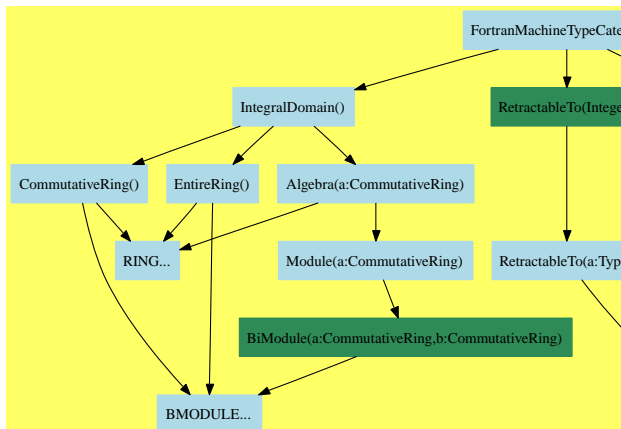 FortranMachineTypeCate
IntegralDomain()
RetractableTo(Intege
CommutativeRing()
EntireRing()
Algebra(a:CommutativeRing)
RING...
Module(a:CommutativeRing)
RetractableTo(a:Typ
BiModule(a:CommutativeRing,b:CommutativeRing)
BMODULE...